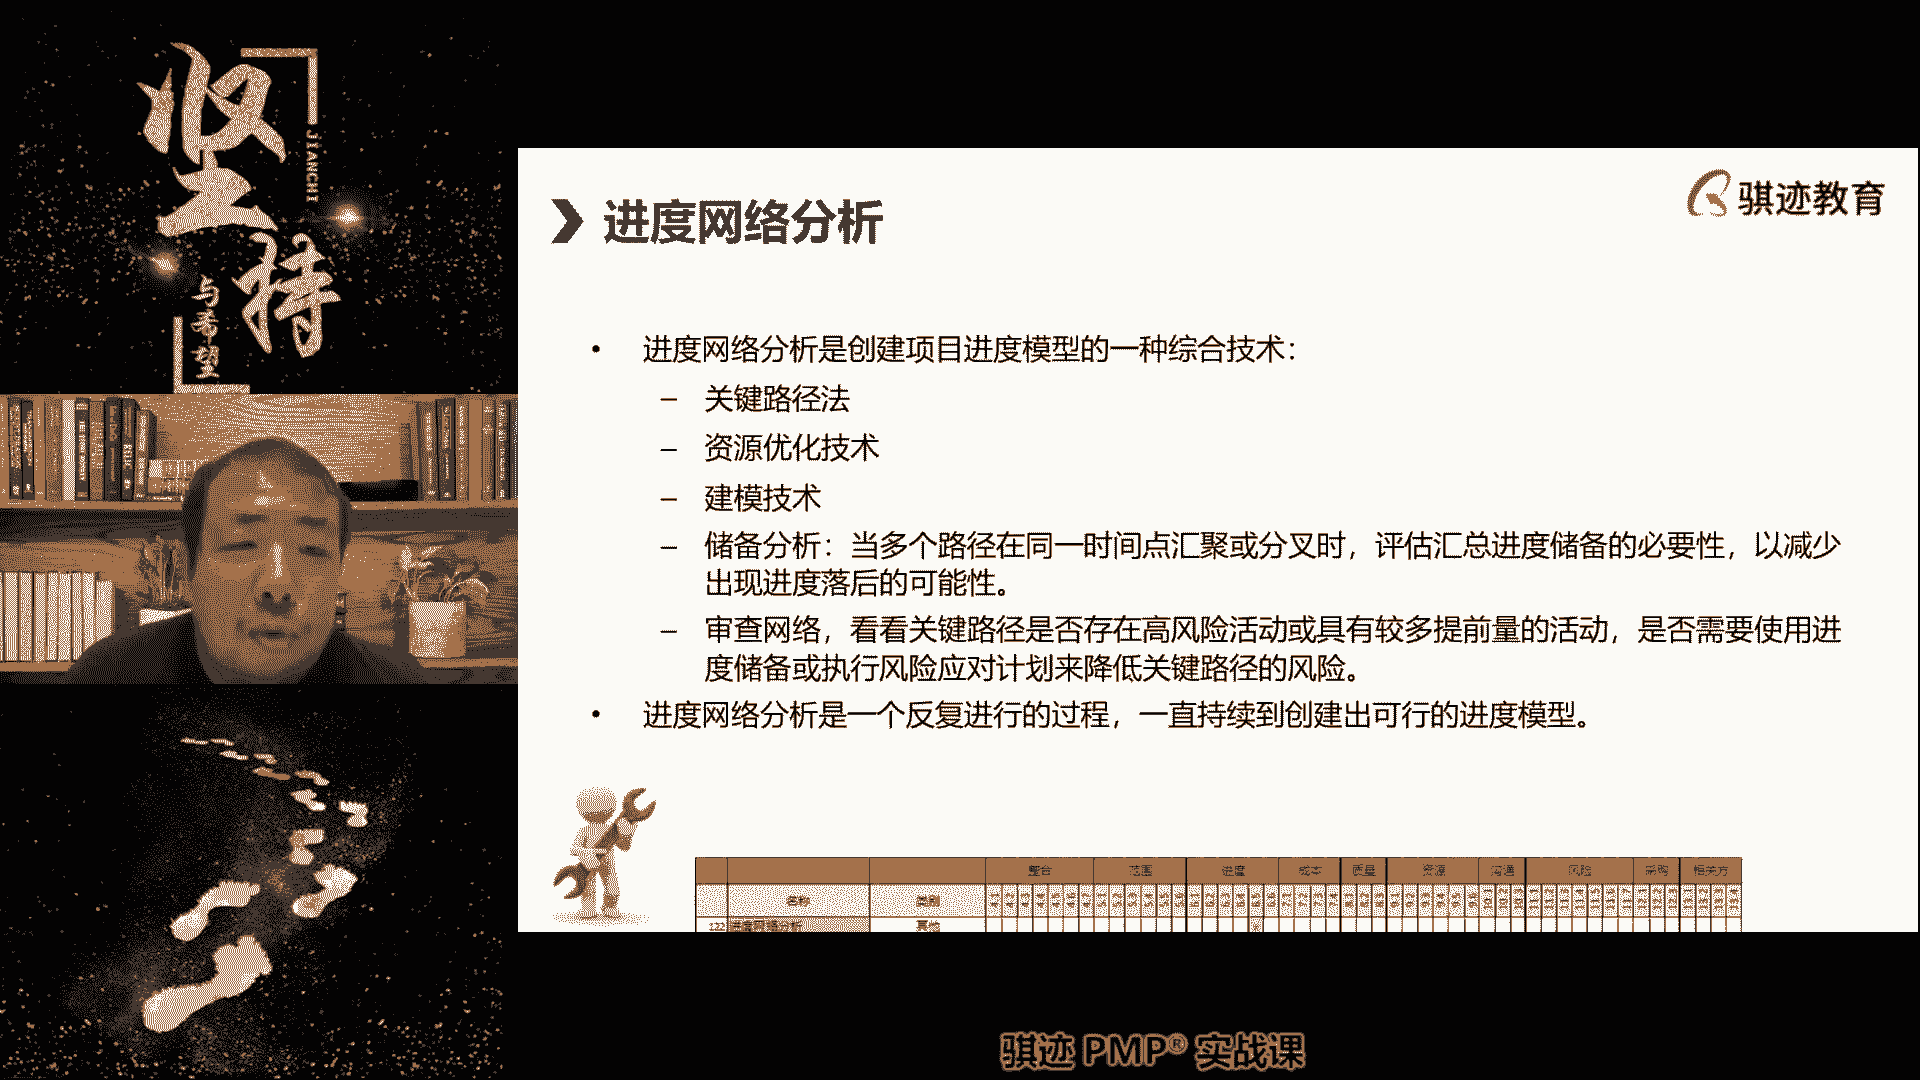 坚持
JIANCHI
与希望
骐迹教育
进度网络分析
• 进度网络分析是创建项目进度模型的一种综合技术：
– 关键路径法
– 资源优化技术
– 建模技术
– 储备分析：当多个路径在同一时间点汇聚或分叉时，评估汇总进度储备的必要性，以减少
出现进度落后的可能性。
– 审查网络，看看关键路径是否存在高风险活动或具有较多提前量的活动，是否需要使用进
度储备或执行风险应对计划来降低关键路径的风险。
• 进度网络分析是一个反复进行的过程，一直持续到创建出可行的进度模型。
整合 范围 进度 成本 质量 资源 沟通 风险 采购 相关方
名称 类别
122 进度网络分析 其他
骐迹 PMP® 实战课